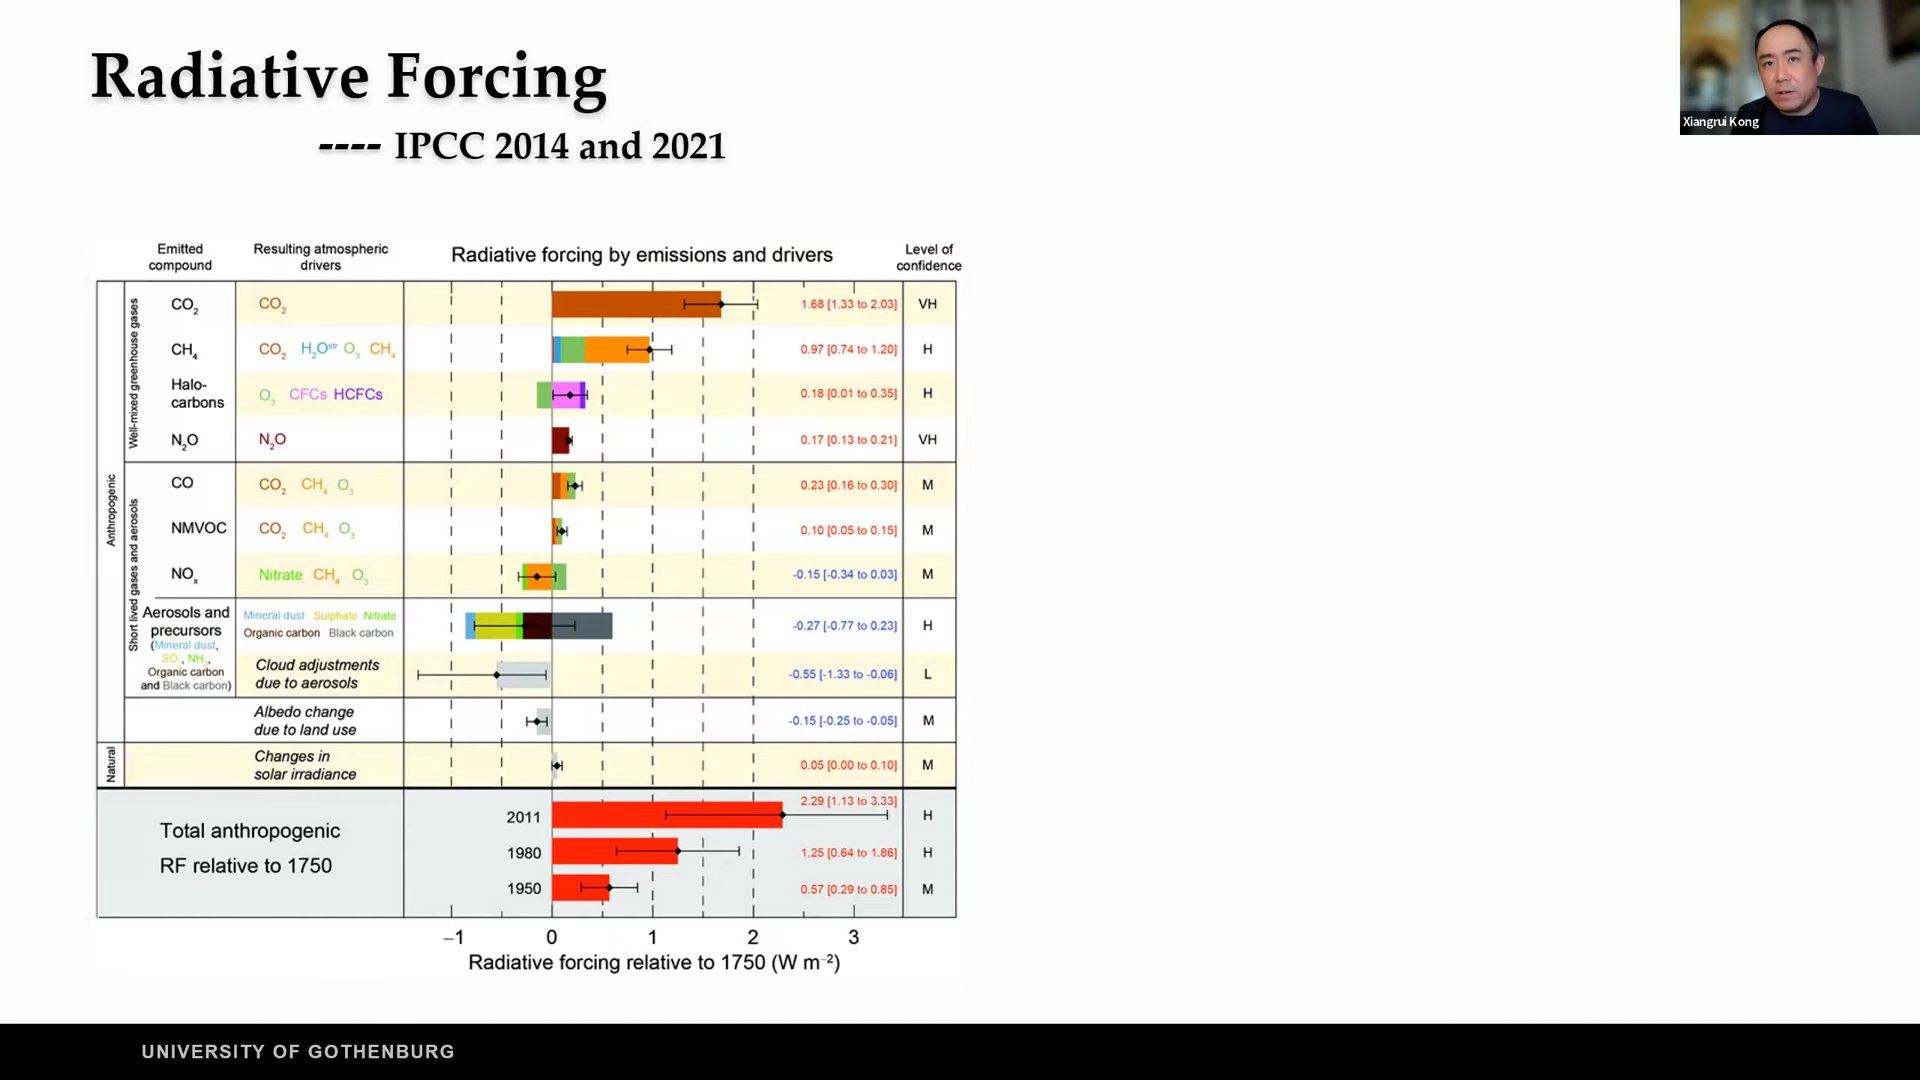 Radiative Forcing
---- IPCC 2014 and 2021
Xiangrui Kong
Emitted compound
Resulting atmospheric drivers
Radiative forcing by emissions and drivers
Level of confidence
Anthropogenic
Well-mixed greenhouse gases
CO₂ CO₂ 1.68 [1.33 to 2.03] VH
CH₄ CO₂ H₂Oˢᵗʳ O₃ CH₄ 0.97 [0.74 to 1.20] H
Halo-carbons O₃ CFCs HCFCs 0.18 [0.01 to 0.35] H
N₂O N₂O 0.17 [0.13 to 0.21] VH
Short lived gases and aerosols
CO CO₂ CH₄ O₃ 0.23 [0.16 to 0.30] M
NMVOC CO₂ CH₄ O₃ 0.10 [0.05 to 0.15] M
NOₓ Nitrate CH₄ O₃ -0.15 [-0.34 to 0.03] M
Aerosols and
precursors
(Mineral dust,
SO₂, NH₃,
Organic carbon
and Black carbon)
Mineral dust Sulphate Nitrate
Organic carbon Black carbon
-0.27 [-0.77 to 0.23] H
Cloud adjustments
due to aerosols
-0.55 [-1.33 to -0.06] L
Albedo change
due to land use
-0.15 [-0.25 to -0.05] M
Natural
Changes in
solar irradiance
0.05 [0.00 to 0.10] M
Total anthropogenic
RF relative to 1750
2011 2.29 [1.13 to 3.33] H
1980 1.25 [0.64 to 1.86] H
1950 0.57 [0.29 to 0.85] M
−1 0 1 2 3
Radiative forcing relative to 1750 (W m⁻²)
UNIVERSITY OF GOTHENBURG